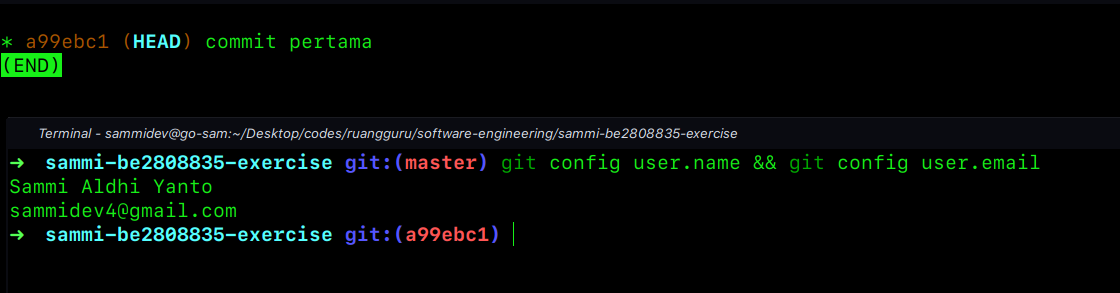 * a99ebc1 (HEAD) commit pertama
(END)
Terminal - sammidev@go-sam:~/Desktop/codes/ruangguru/software-engineering/sammi-be2808835-exercise
➜  sammi-be2808835-exercise git:(master) git config user.name && git config user.email
Sammi Aldhi Yanto
sammidev4@gmail.com
➜  sammi-be2808835-exercise git:(a99ebc1)